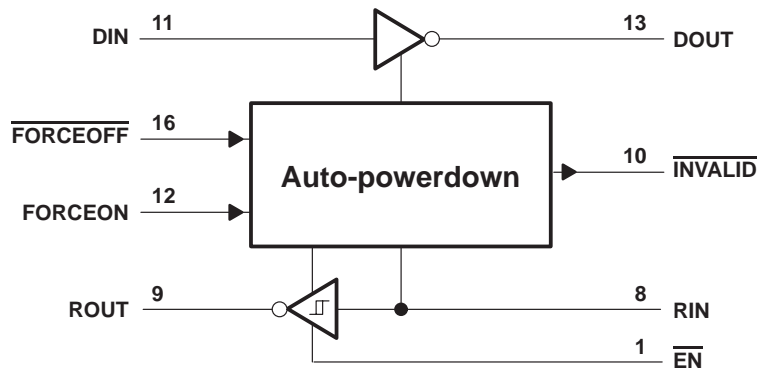 DIN 11 13 DOUT
FORCEOFF 16
Auto-powerdown 10 INVALID
FORCEON 12
ROUT 9 8 RIN
1 EN